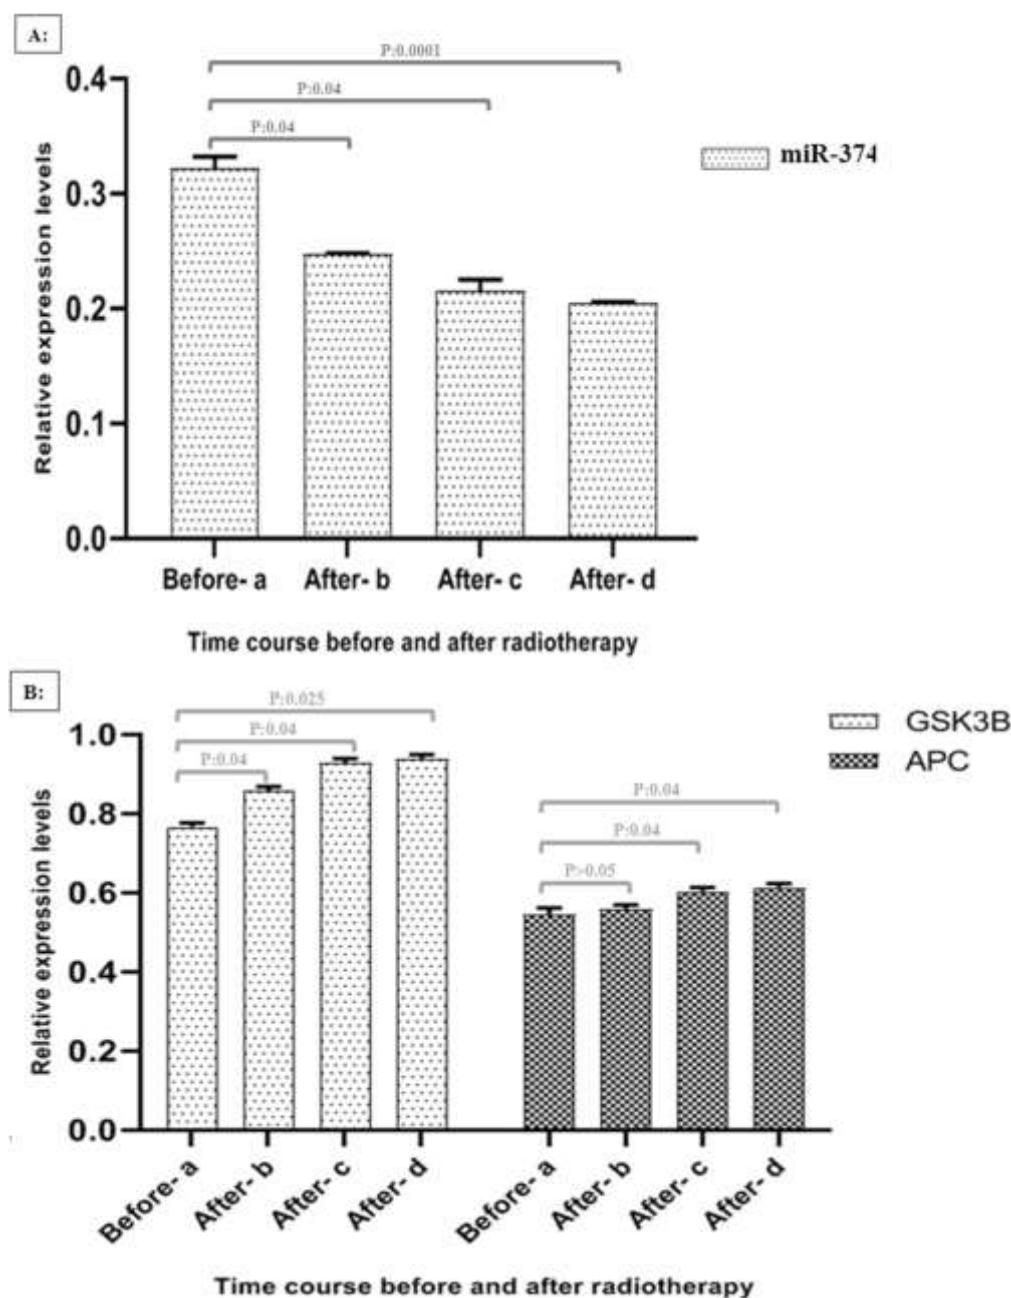 A:
P:0.0001
P:0.04
P:0.04
miR-374
Relative expression levels
0.4
0.3
0.2
0.1
0.0
Before- a After- b After- c After- d
Time course before and after radiotherapy
B:
P:0.025
P:0.04
P:0.04
GSK3B
APC
P:0.04
P:0.04
P>0.05
Relative expression levels
1.0
0.8
0.6
0.4
0.2
0.0
Before- a After- b After- c After- d Before- a After- b After- c After- d
Time course before and after radiotherapy